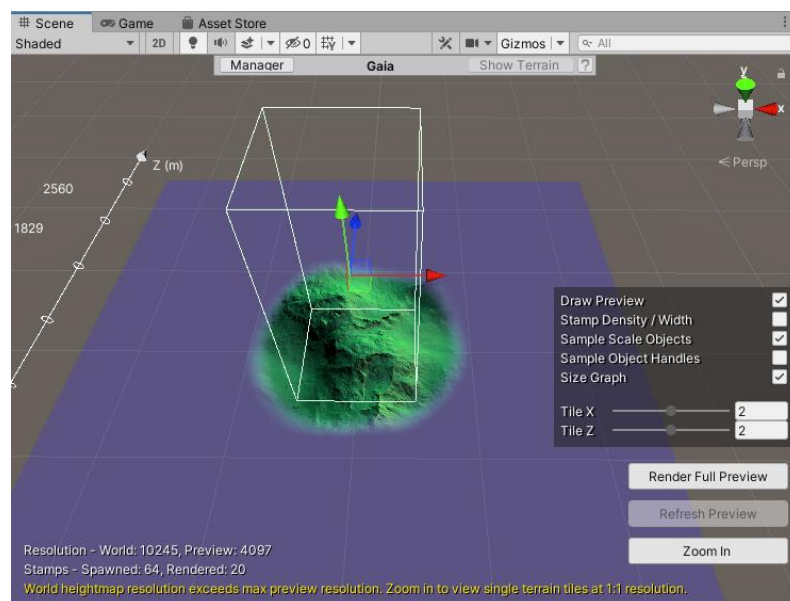 Scene Game Asset Store
Shaded 2D 0 Gizmos All
Manager Gaia Show Terrain ?
y
x
Persp
Z (m)
2560
1829
Draw Preview
Stamp Density / Width
Sample Scale Objects
Sample Object Handles
Size Graph
Tile X 2
Tile Z 2
Render Full Preview
Refresh Preview
Zoom In
Resolution - World: 10245, Preview: 4097
Stamps - Spawned: 64, Rendered: 20
World heightmap resolution exceeds max preview resolution. Zoom in to view single terrain tiles at 1:1 resolution.